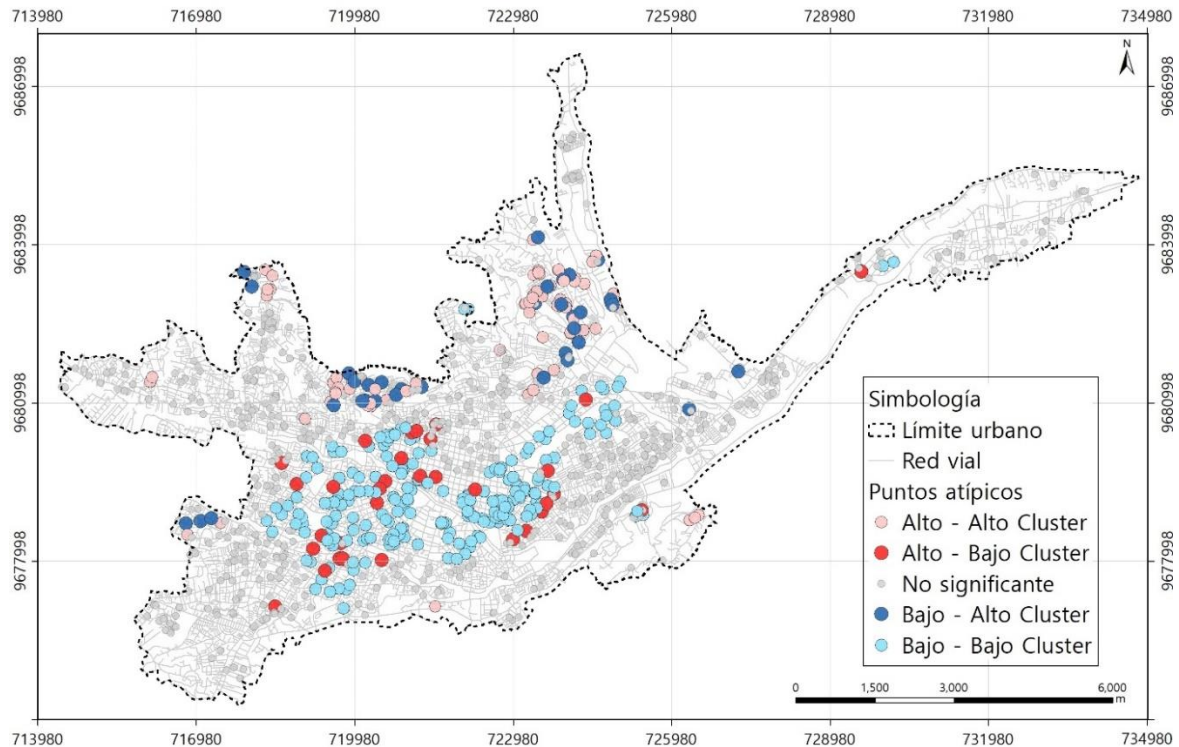 713980 716980 719980 722980 725980 728980 731980 734980
N
9686998 9686998
9683998 9683998
9680998 9680998
9677998 9677998
Simbología
Límite urbano
Red vial
Puntos atípicos
Alto - Alto Cluster
Alto - Bajo Cluster
No significante
Bajo - Alto Cluster
Bajo - Bajo Cluster
0 1,500 3,000 6,000
m
713980 716980 719980 722980 725980 728980 731980 734980